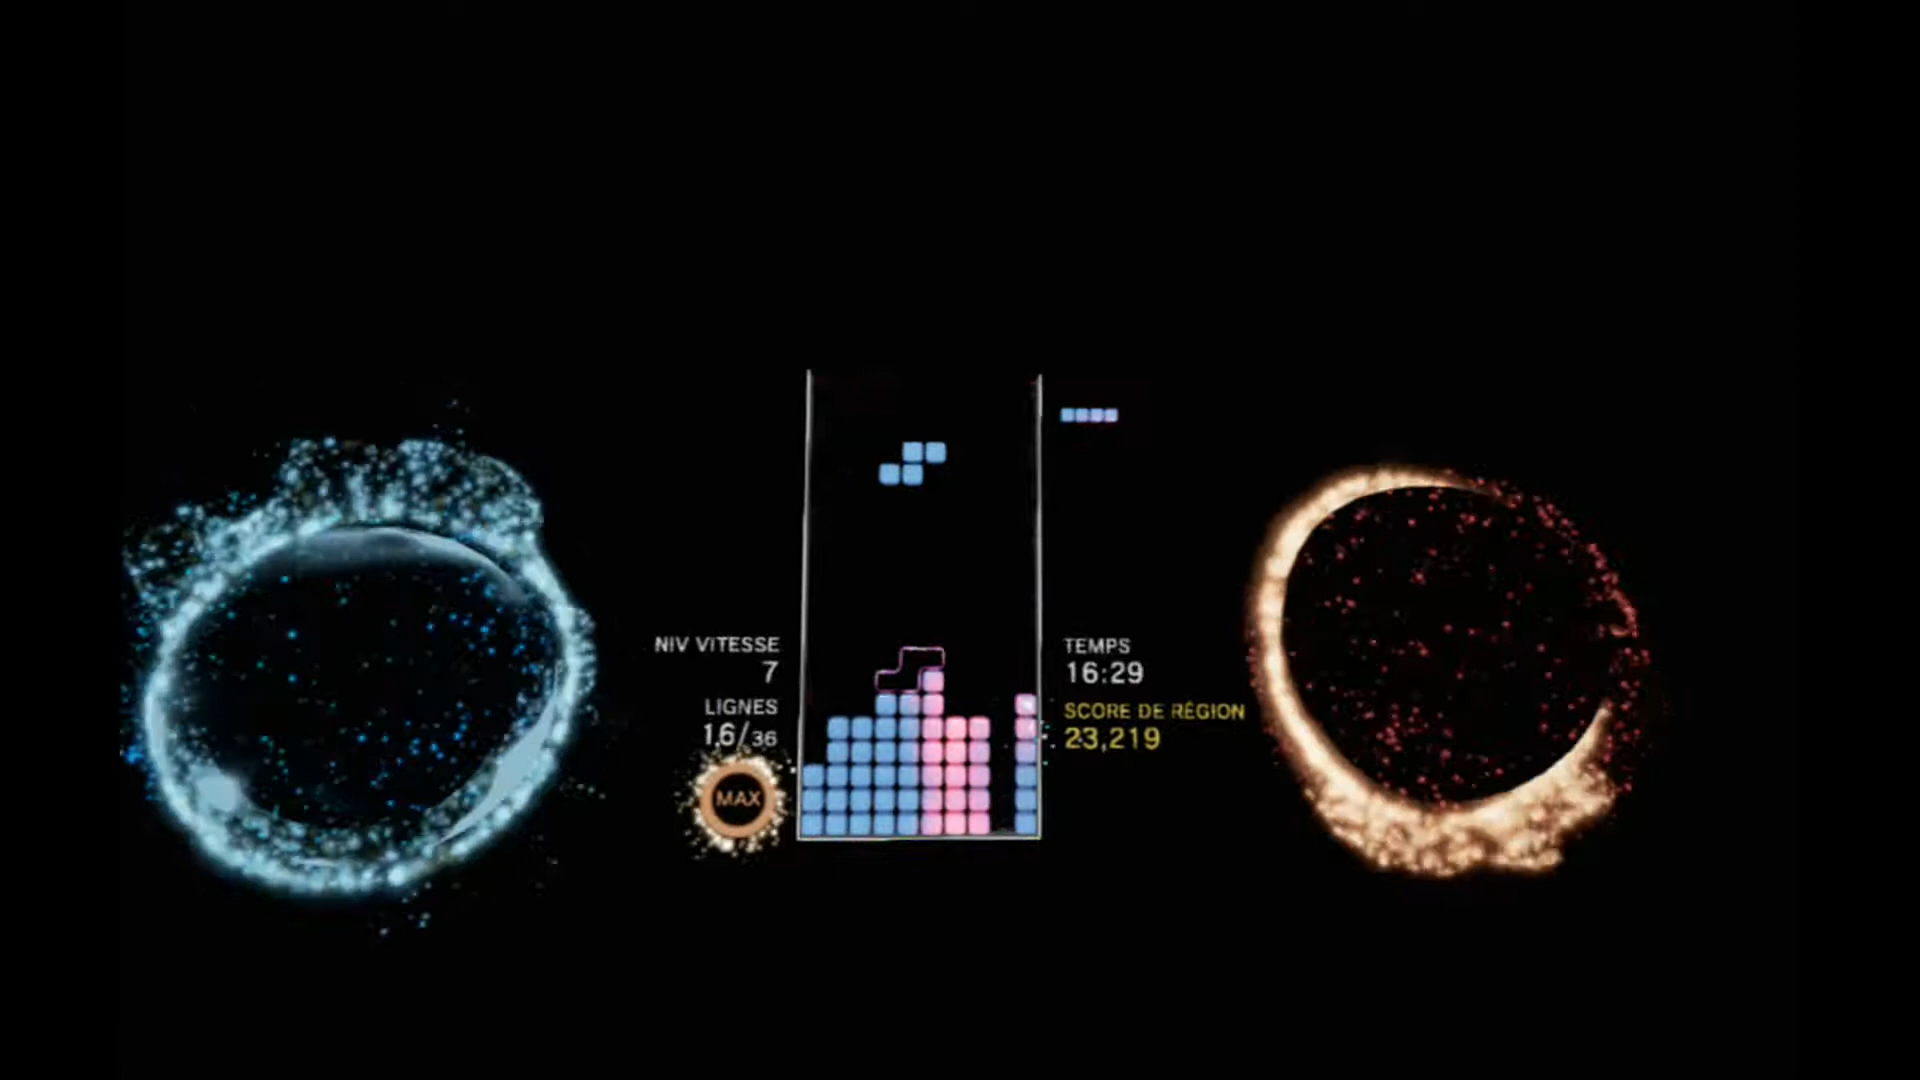 NIV VITESSE
7
LIGNES
16/36
MAX
TEMPS
16:29
SCORE DE RÉGION
23,219